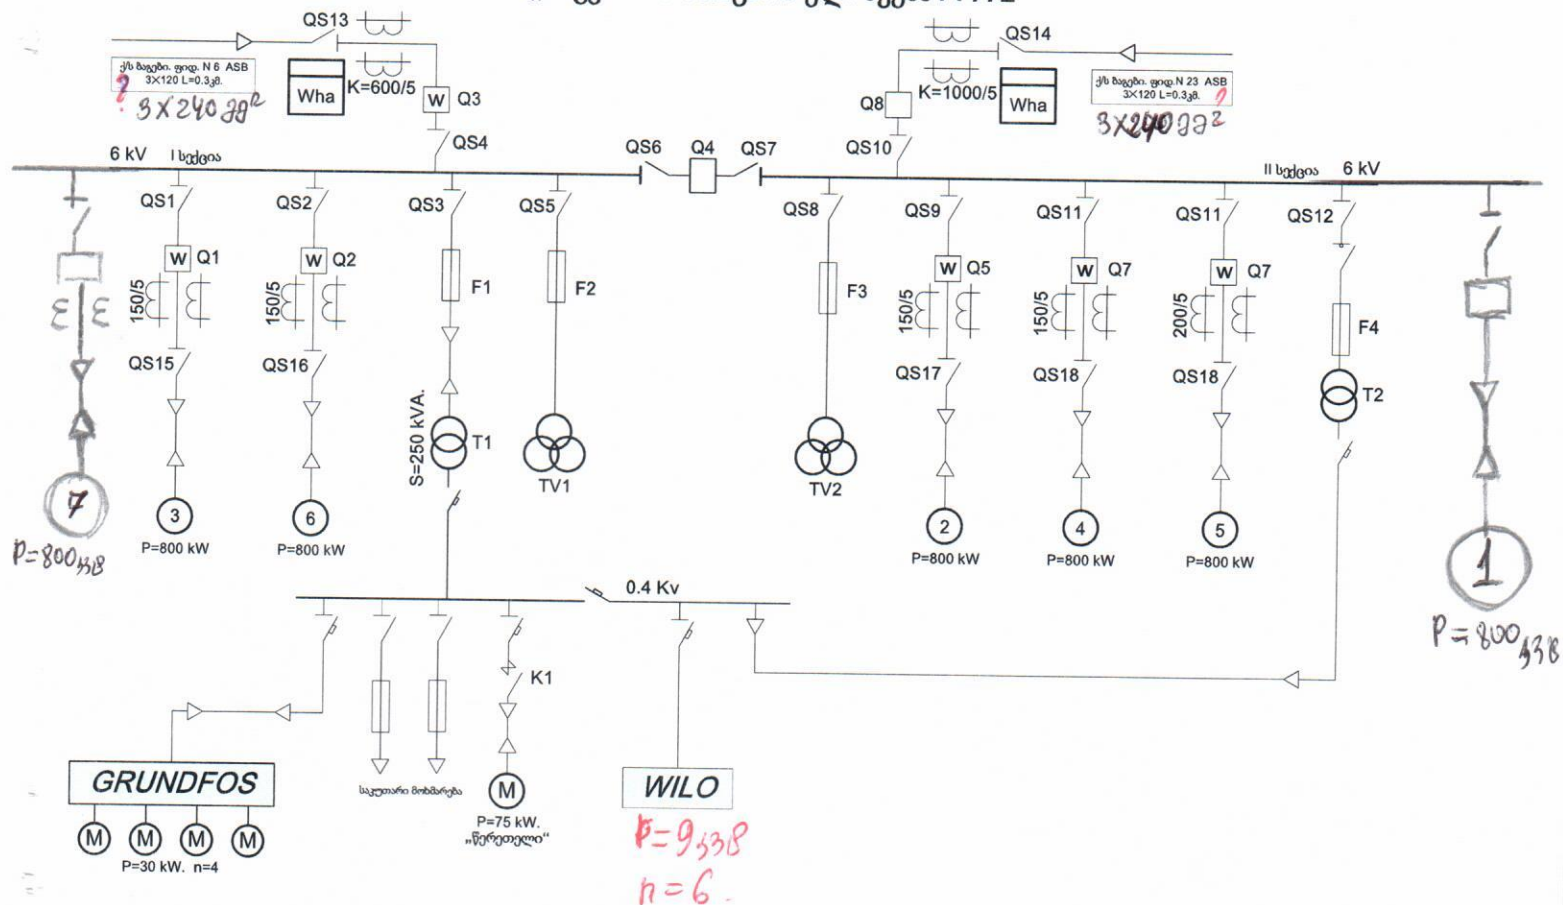 QS13
QS14
ქ/ს ბაგები. ფიდ. N 6 ASB
3X120 L=0.3კმ.
?
3X240 მმ²
Wha
K=600/5
W Q3
QS4
Q8
K=1000/5
Wha
ქ/ს ბაგები. ფიდ. N 23 ASB
3X120 L=0.3კმ.
?
3X240 მმ²
QS10
6 kV I სექცია
QS6 Q4 QS7
II სექცია 6 kV
QS1
QS2
QS3
QS5
QS8
QS9
QS11
QS11
QS12
W Q1
W Q2
F1
F2
F3
W Q5
W Q7
W Q7
F4
150/5
150/5
150/5
150/5
200/5
QS15
QS16
QS17
QS18
QS18
T2
S=250 kVA.
T1
TV1
TV2
7
P=800 კვტ
3
P=800 kW
6
P=800 kW
2
P=800 kW
4
P=800 kW
5
P=800 kW
1
P=800 კვტ
0.4 Kv
K1
GRUNDFOS
M M M M
P=30 kW. n=4
საკუთარი მოხმარება
M
P=75 kW.
„წერეთელი“
WILO
P=9 კვტ
n=6